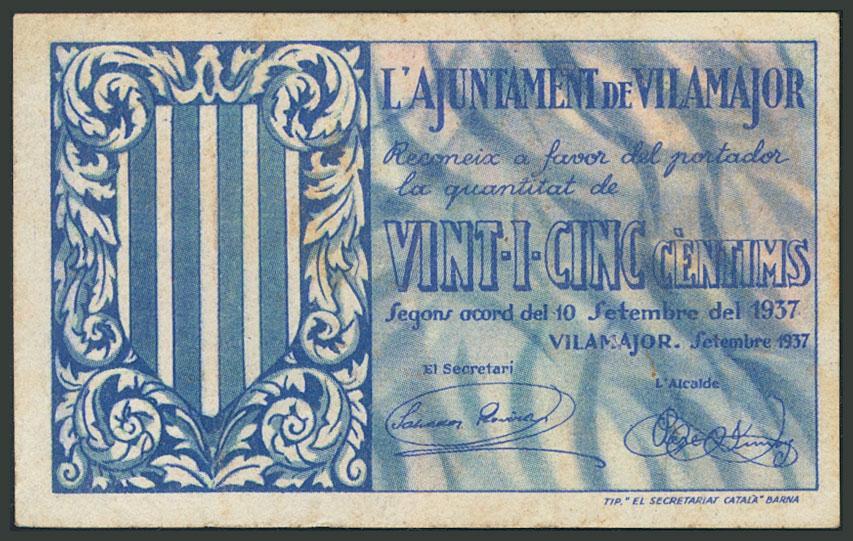 L'AJUNTAMENT DE VILAMAJOR
Reconeix a favor del portador
la quantitat de
VINT-I-CINC CÈNTIMS
Segons acord del 10 Setembre del 1937
VILAMAJOR. Setembre 1937
El Secretari
L'Alcalde
TIP. "EL SECRETARIAT CATALÀ" BARNA